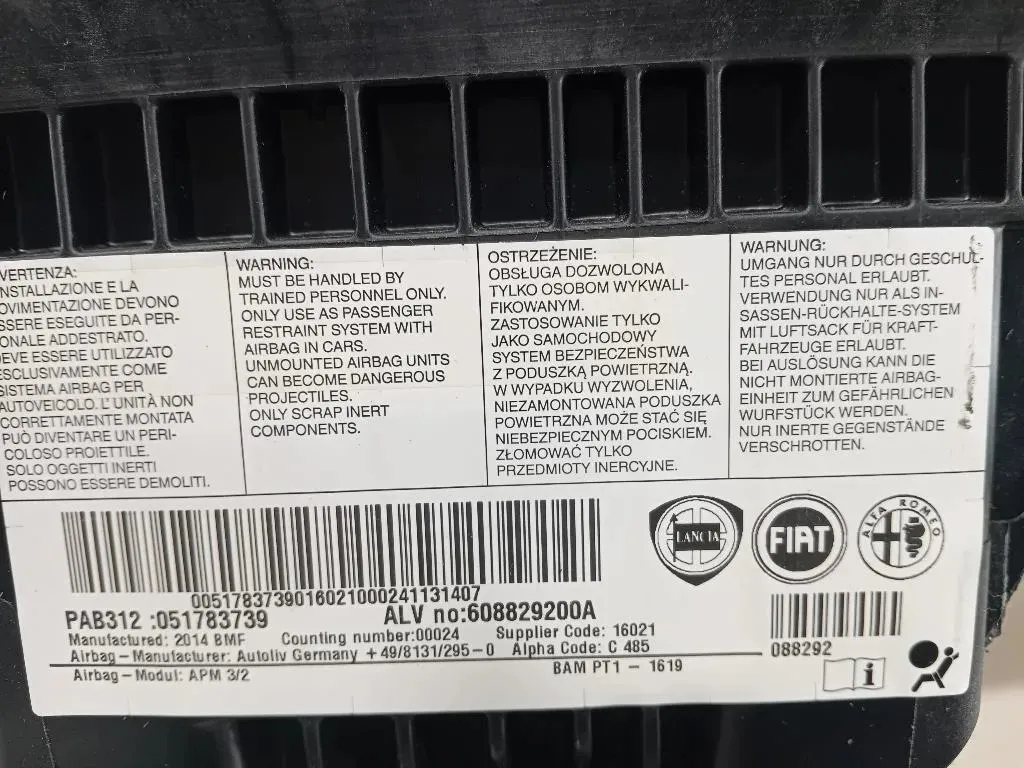 VERTENZA:
INSTALLAZIONE E LA
OVIMENTAZIONE DEVONO
SSERE ESEGUITE DA PER-
ONALE ADDESTRATO.
DEVE ESSERE UTILIZZATO
ESCLUSIVAMENTE COME
SISTEMA AIRBAG PER
AUTOVEICOLO. L'UNITÀ NON
CORRETTAMENTE MONTATA
PUÒ DIVENTARE UN PERI-
COLOSO PROIETTILE.
SOLO OGGETTI INERTI
POSSONO ESSERE DEMOLITI.
WARNING:
MUST BE HANDLED BY
TRAINED PERSONNEL ONLY.
ONLY USE AS PASSENGER
RESTRAINT SYSTEM WITH
AIRBAG IN CARS.
UNMOUNTED AIRBAG UNITS
CAN BECOME DANGEROUS
PROJECTILES.
ONLY SCRAP INERT
COMPONENTS.
OSTRZEŻENIE:
OBSŁUGA DOZWOLONA
TYLKO OSOBOM WYKWALI-
FIKOWANYM.
ZASTOSOWANIE TYLKO
JAKO SAMOCHODOWY
SYSTEM BEZPIECZEŃSTWA
Z PODUSZKĄ POWIETRZNĄ.
W WYPADKU WYZWOLENIA,
NIEZAMONTOWANA PODUSZKA
POWIETRZNA MOŻE STAĆ SIĘ
NIEBEZPIECZNYM POCISKIEM.
ZŁOMOWAĆ TYLKO
PRZEDMIOTY INERCYJNE.
WARNUNG:
UMGANG NUR DURCH GESCHUL-
TES PERSONAL ERLAUBT.
VERWENDUNG NUR ALS IN-
SASSEN-RÜCKHALTE-SYSTEM
MIT LUFTSACK FÜR KRAFT-
FAHRZEUGE ERLAUBT.
BEI AUSLÖSUNG KANN DIE
NICHT MONTIERTE AIRBAG-
EINHEIT ZUM GEFÄHRLICHEN
WURFSTÜCK WERDEN.
NUR INERTE GEGENSTÄNDE
VERSCHROTTEN.
LANCIA
FIAT
ALFA ROMEO
00517837390160210002411 31407
PAB312 :051783739 ALV no:608829200A
Manufactured: 2014 BMF Counting number:00024 Supplier Code: 16021
Airbag-Manufacturer: Autoliv Germany +49/8131/295-0 Alpha Code: C 485
Airbag-Modul: APM 3/2 BAM PT1 - 1619
088292
i